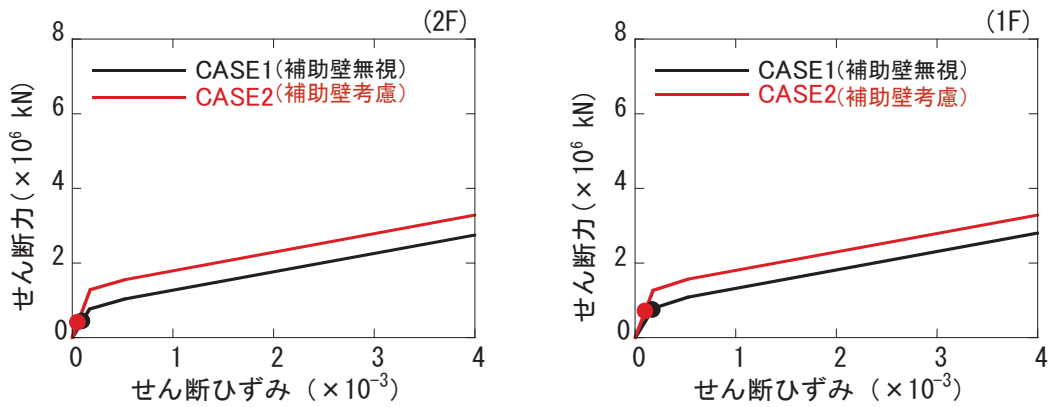 (2F)
8
6
4
2
0
せん断力(×10⁶ kN)
CASE1(補助壁無視)
CASE2(補助壁考慮)
0 1 2 3 4
せん断ひずみ (×10⁻³)
(1F)
8
6
4
2
0
せん断力(×10⁶ kN)
CASE1(補助壁無視)
CASE2(補助壁考慮)
0 1 2 3 4
せん断ひずみ (×10⁻³)